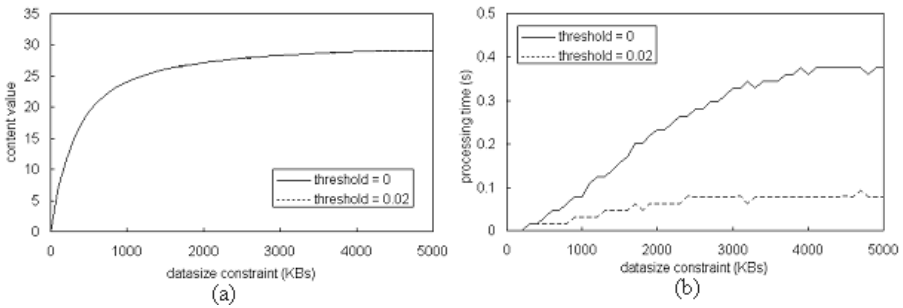 35
30
25
20
15
10
5
0
content value
threshold = 0
threshold = 0.02
0 1000 2000 3000 4000 5000
datasize constraint (KBs)
(a)
0.5
0.4
0.3
0.2
0.1
0
processing time (s)
threshold = 0
threshold = 0.02
0 1000 2000 3000 4000 5000
datasize constraint (KBs)
(b)